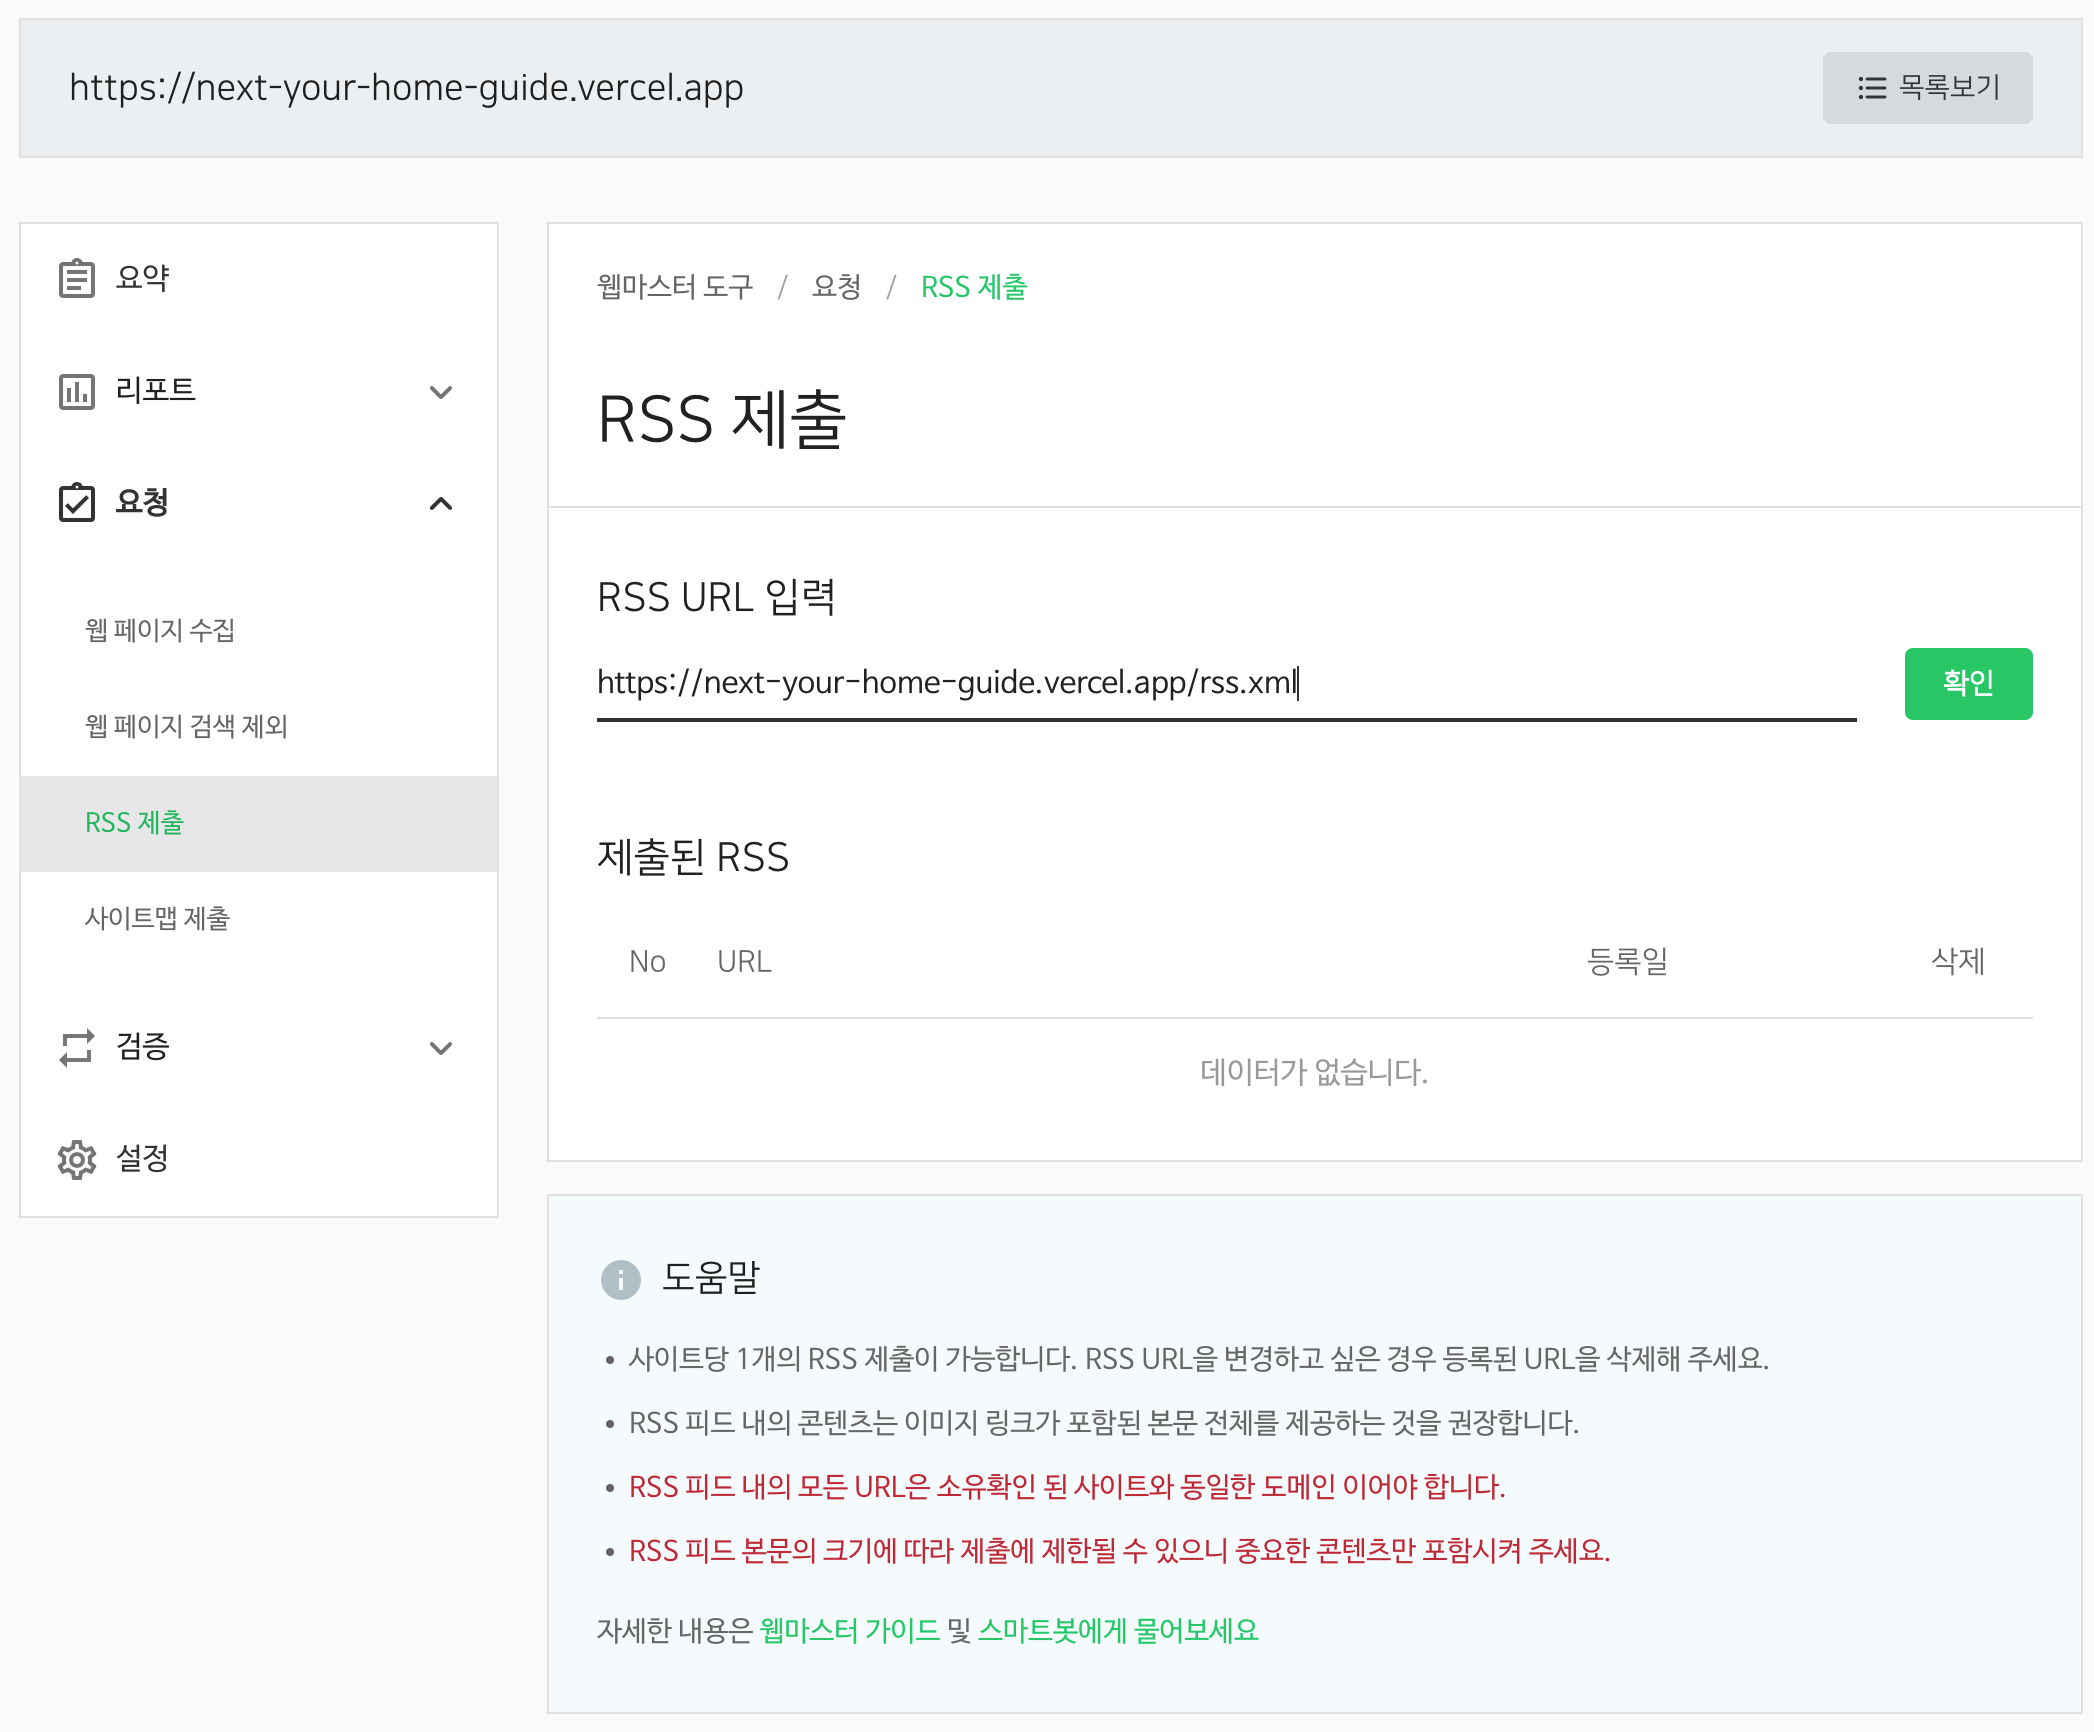 https://next-your-home-guide.vercel.app
목록보기
요약
리포트
요청
웹 페이지 수집
웹 페이지 검색 제외
RSS 제출
사이트맵 제출
검증
설정
웹마스터 도구 / 요청 / RSS 제출
RSS 제출
RSS URL 입력
https://next-your-home-guide.vercel.app/rss.xml
확인
제출된 RSS
No URL 등록일 삭제
데이터가 없습니다.
도움말
• 사이트당 1개의 RSS 제출이 가능합니다. RSS URL을 변경하고 싶은 경우 등록된 URL을 삭제해 주세요.
• RSS 피드 내의 콘텐츠는 이미지 링크가 포함된 본문 전체를 제공하는 것을 권장합니다.
• RSS 피드 내의 모든 URL은 소유확인 된 사이트와 동일한 도메인 이어야 합니다.
• RSS 피드 본문의 크기에 따라 제출에 제한될 수 있으니 중요한 콘텐츠만 포함시켜 주세요.
자세한 내용은 웹마스터 가이드 및 스마트봇에게 물어보세요